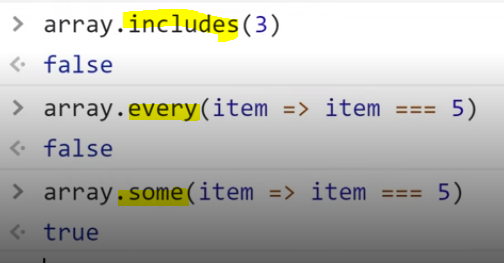 > array.includes(3)
< false
> array.every(item => item === 5)
< false
> array.some(item => item === 5)
< true